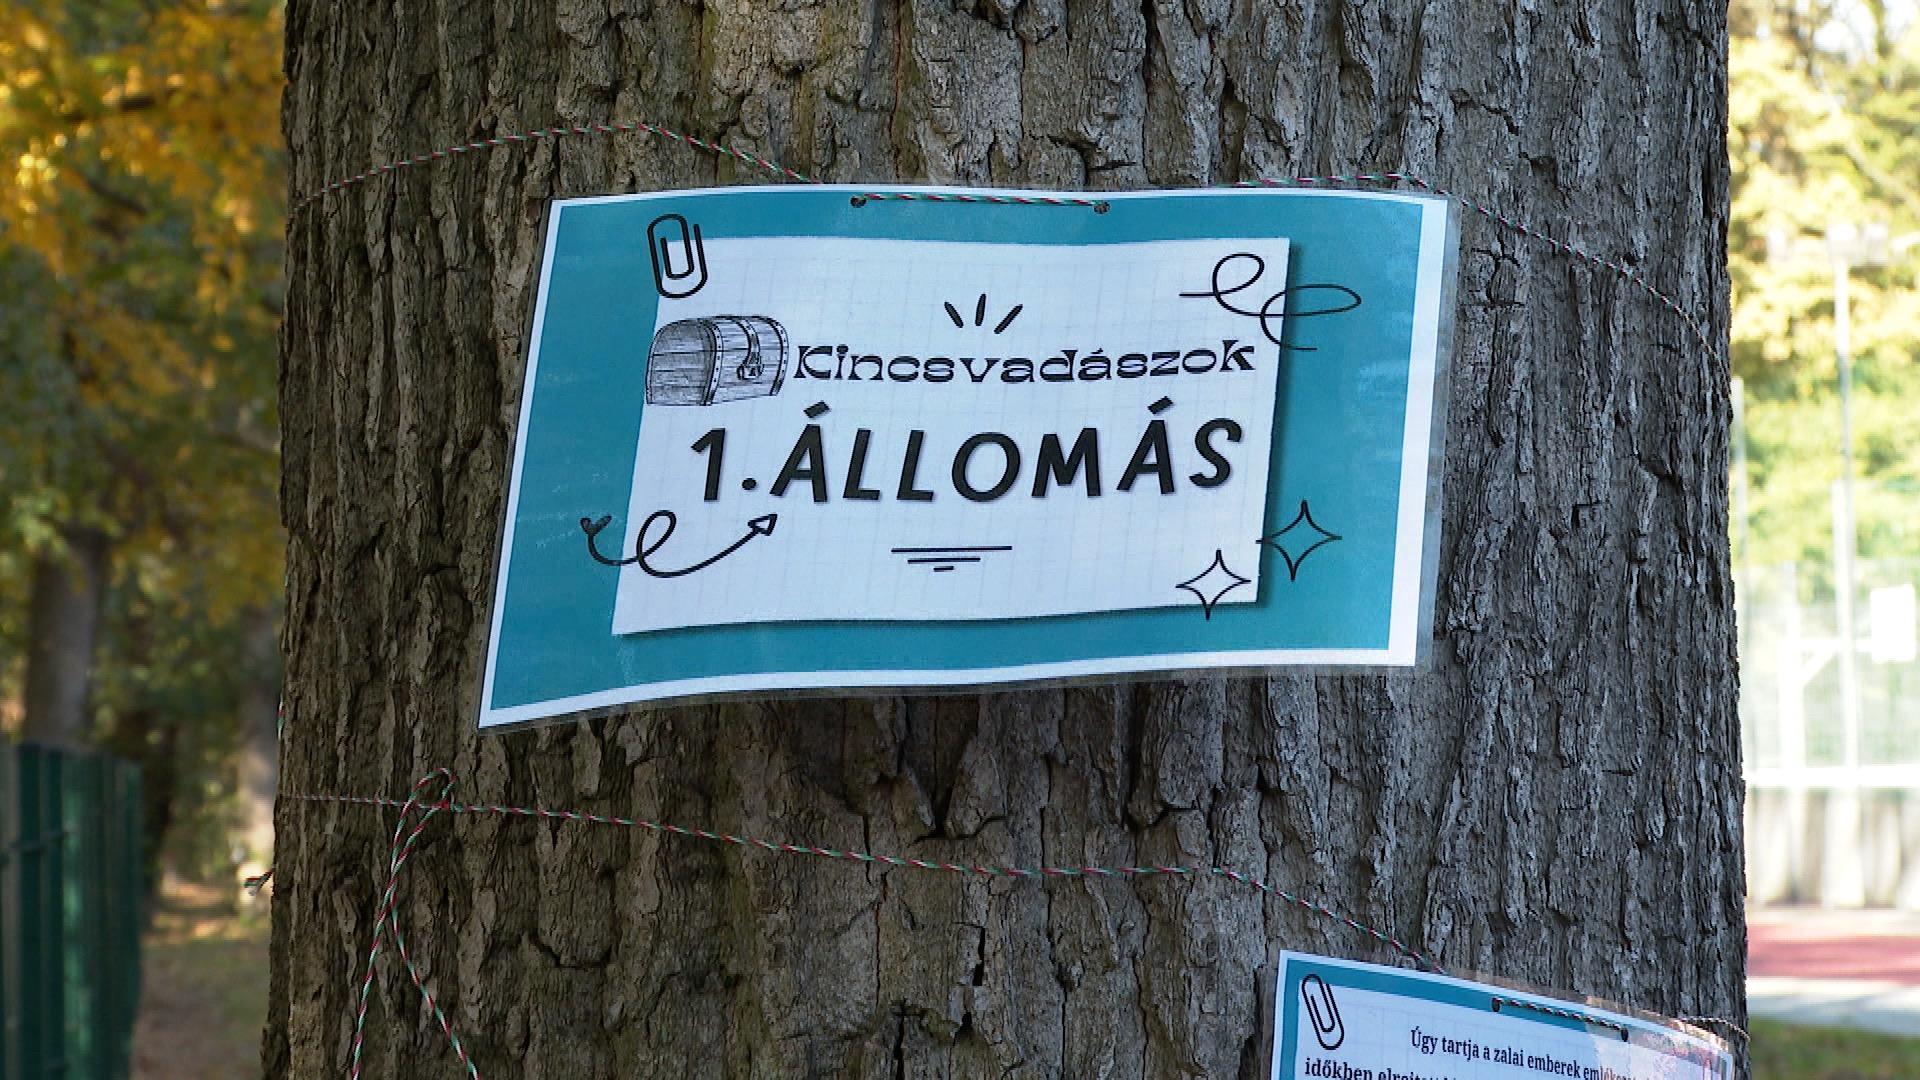 Kincsvadászok
1. ÁLLOMÁS
Úgy tartja a zalai emberek
időkben